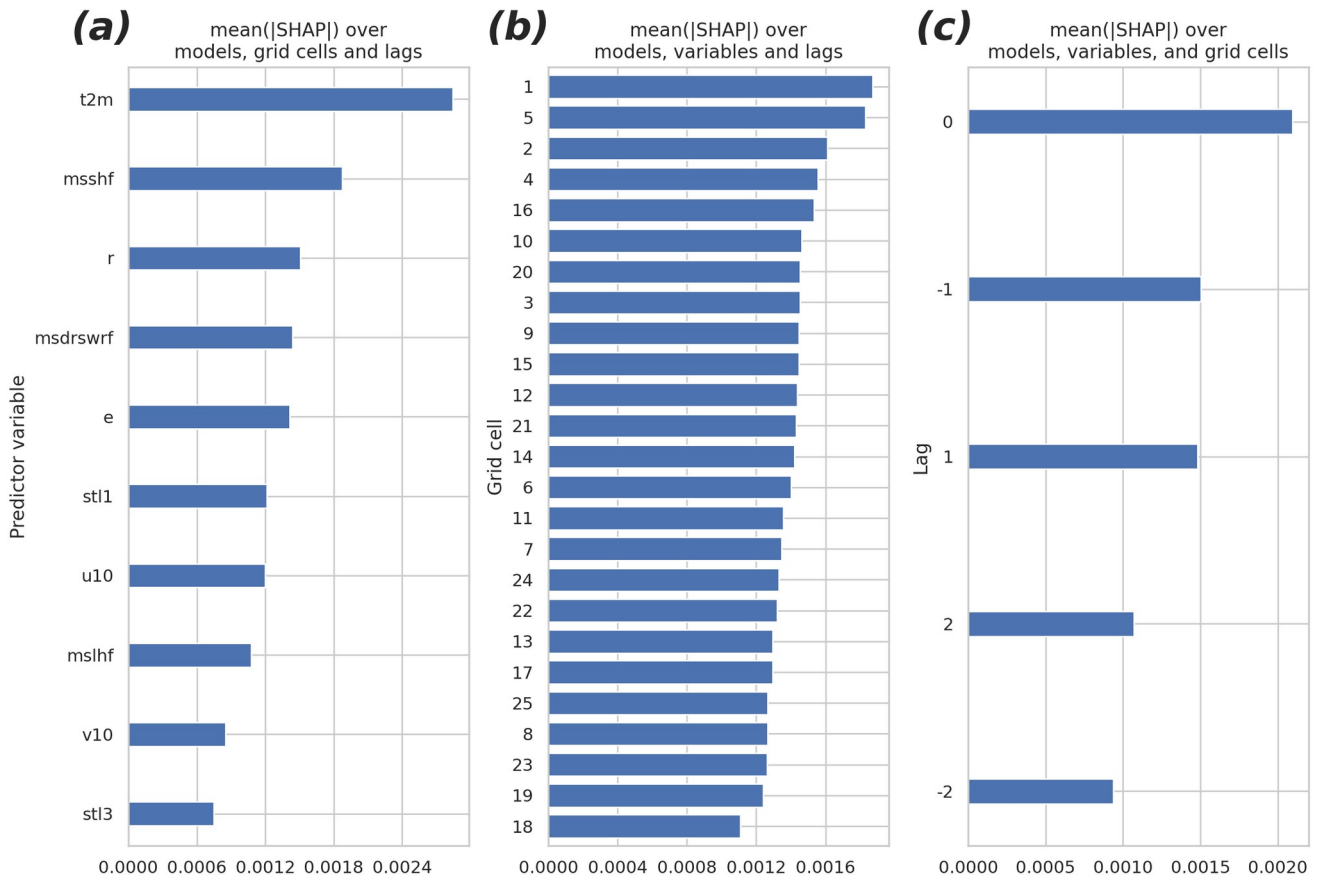 (a)
mean(|SHAP|) over
models, grid cells and lags
Predictor variable
t2m
msshf
r
msdrswrf
e
stl1
u10
mslhf
v10
stl3
0.0000 0.0006 0.0012 0.0018 0.0024
(b)
mean(|SHAP|) over
models, variables and lags
Grid cell
1
5
2
4
16
10
20
3
9
15
12
21
14
6
11
7
24
22
13
17
25
8
23
19
18
0.0000 0.0004 0.0008 0.0012 0.0016
(c)
mean(|SHAP|) over
models, variables, and grid cells
Lag
0
-1
1
2
-2
0.0000 0.0005 0.0010 0.0015 0.0020